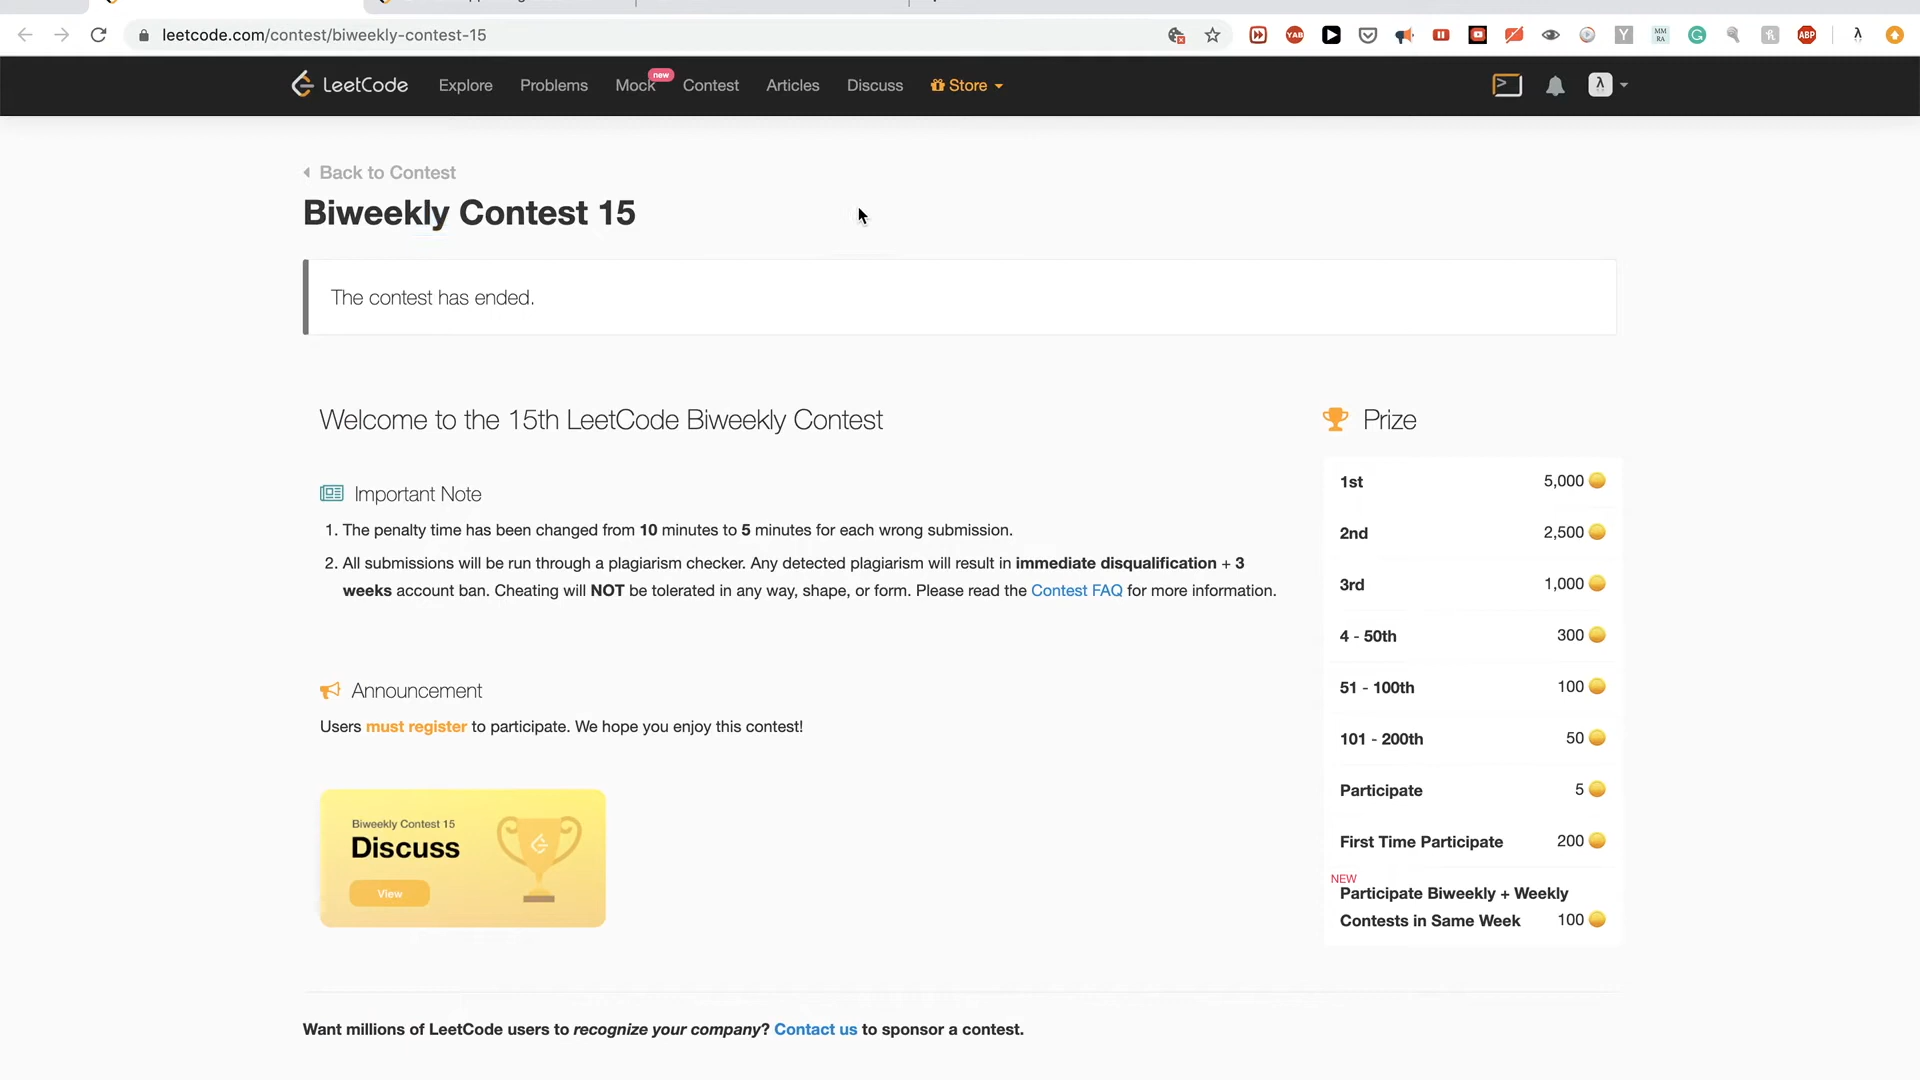 leetcode.com/contest/biweekly-contest-15
YAB
Y
MM
RA
ABP
LeetCode
Explore
Problems
Mock
new
Contest
Articles
Discuss
Store
Back to Contest
Biweekly Contest 15
The contest has ended.
Welcome to the 15th LeetCode Biweekly Contest
Important Note
1. The penalty time has been changed from 10 minutes to 5 minutes for each wrong submission.
2. All submissions will be run through a plagiarism checker. Any detected plagiarism will result in immediate disqualification + 3
weeks account ban. Cheating will NOT be tolerated in any way, shape, or form. Please read the Contest FAQ for more information.
Announcement
Users must register to participate. We hope you enjoy this contest!
Biweekly Contest 15
Discuss
View
Prize
1st 5,000
2nd 2,500
3rd 1,000
4 - 50th 300
51 - 100th 100
101 - 200th 50
Participate 5
First Time Participate 200
NEW
Participate Biweekly + Weekly
Contests in Same Week 100
Want millions of LeetCode users to recognize your company? Contact us to sponsor a contest.